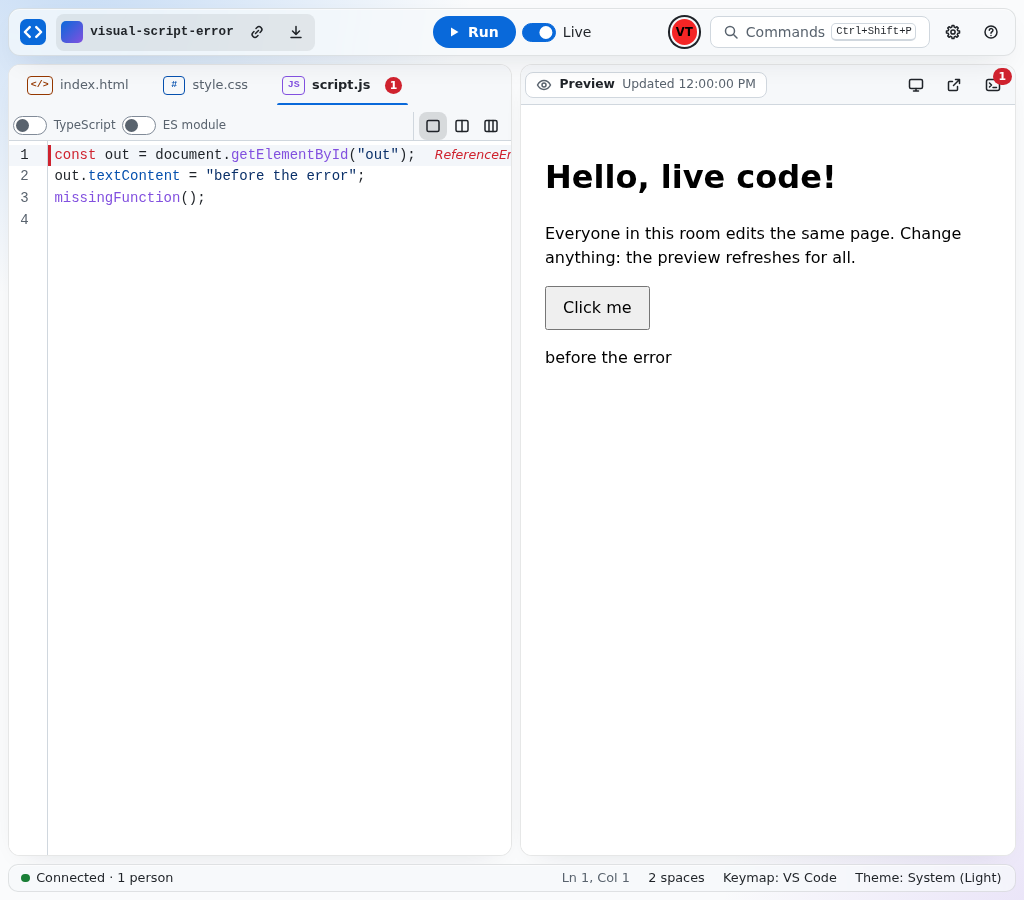 visual-script-error
Run
Live
VT
Commands Ctrl+Shift+P
</> index.html
# style.css
JS script.js 1
Preview Updated 12:00:00 PM
1
TypeScript
ES module
1 const out = document.getElementById("out");
2 out.textContent = "before the error";
3 missingFunction();
4
Hello, live code!
Everyone in this room edits the same page. Change
anything: the preview refreshes for all.
Click me
before the error
Connected · 1 person
Ln 1, Col 1
2 spaces
Keymap: VS Code
Theme: System (Light)